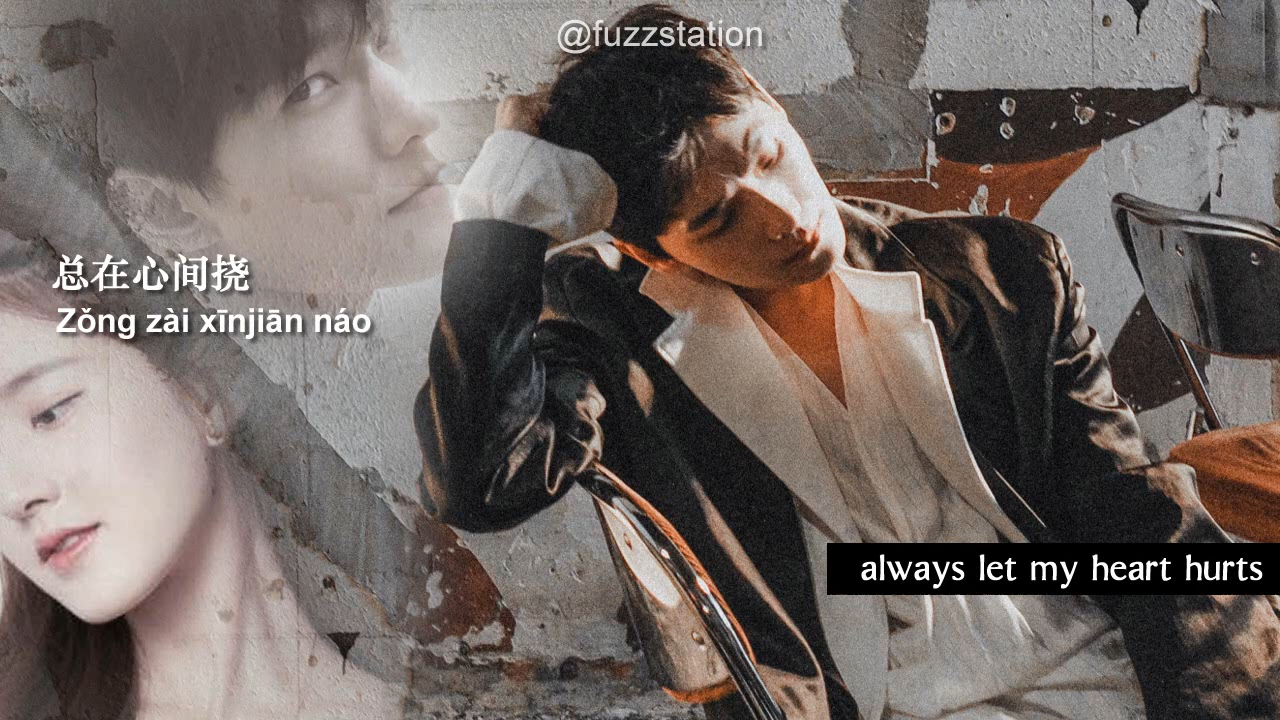 @fuzzstation
总在心间挠
Zǒng zài xīnjiān náo
always let my heart hurts